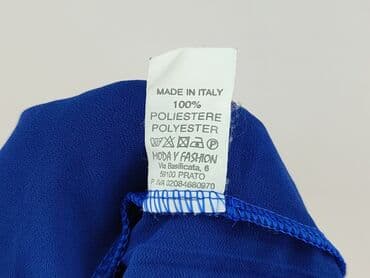 MADE IN ITALY
100%
POLIESTERE
POLYESTER
MODA Y FASHION
Via Basilicata, 6
59100 PRATO
P. IVA 02084680970